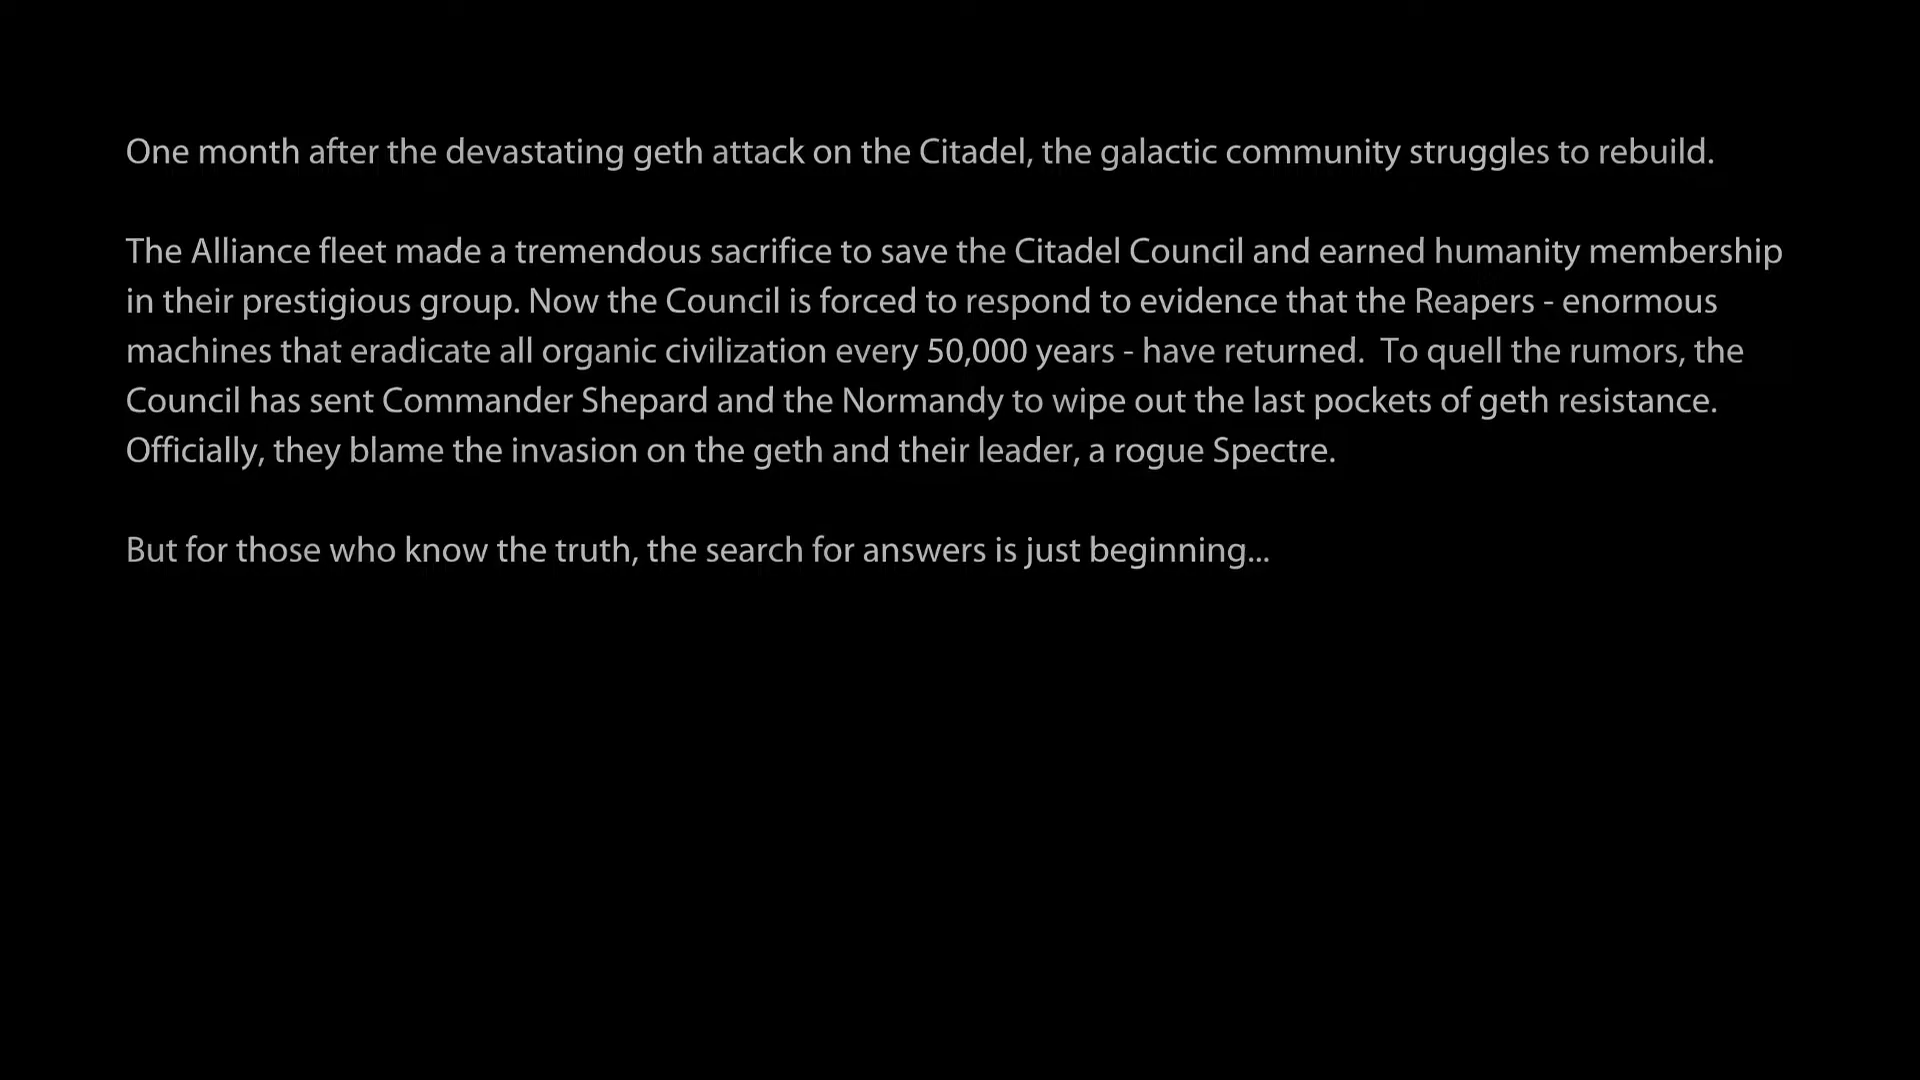 One month after the devastating geth attack on the Citadel, the galactic community struggles to rebuild.
The Alliance fleet made a tremendous sacrifice to save the Citadel Council and earned humanity membership
in their prestigious group. Now the Council is forced to respond to evidence that the Reapers - enormous
machines that eradicate all organic civilization every 50,000 years - have returned.  To quell the rumors, the
Council has sent Commander Shepard and the Normandy to wipe out the last pockets of geth resistance.
Officially, they blame the invasion on the geth and their leader, a rogue Spectre.
But for those who know the truth, the search for answers is just beginning...